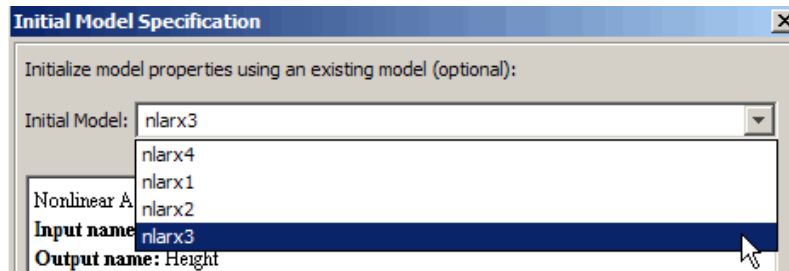 Initial Model Specification
Initialize model properties using an existing model (optional):
Initial Model: nlarx3
nlarx4
nlarx1
Nonlinear A
nlarx2
Input name
nlarx3
Output name: Height